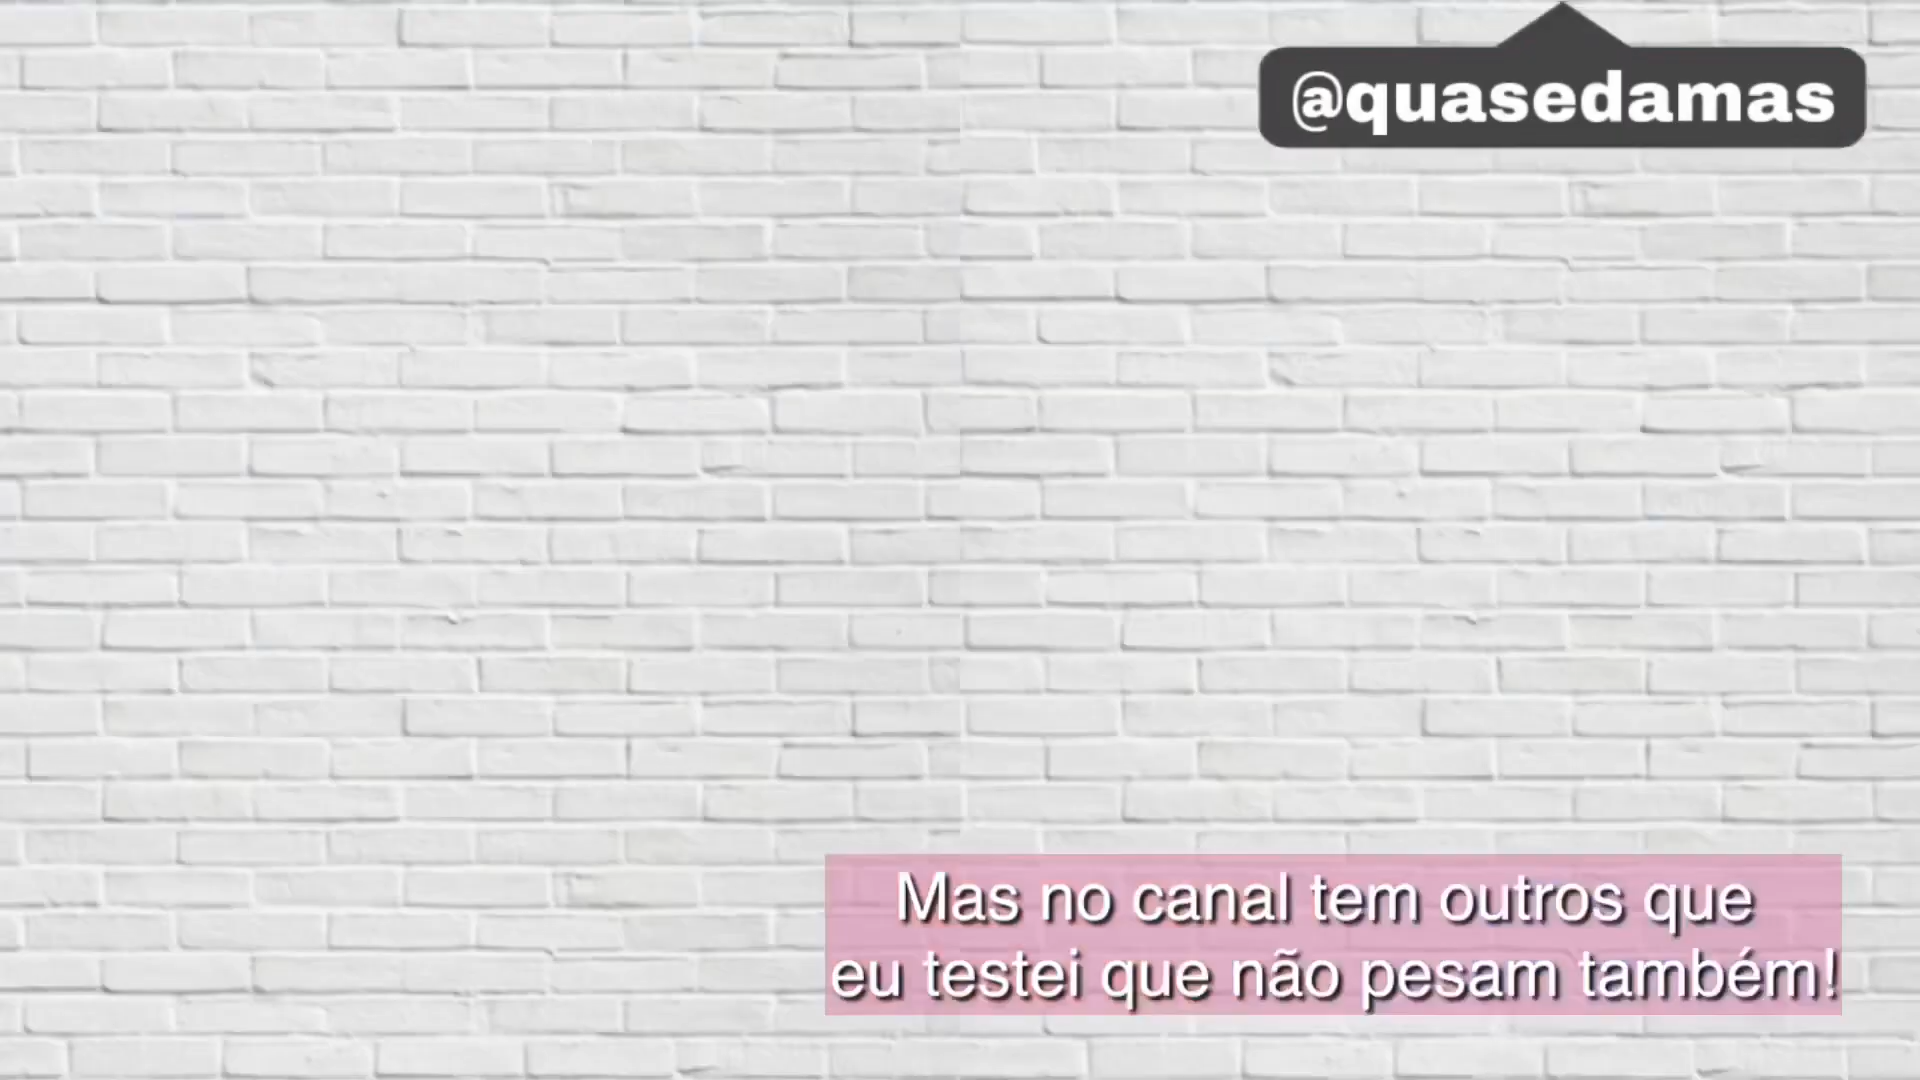 @quasedamas
Mas no canal tem outros que
eu testei que não pesam também!